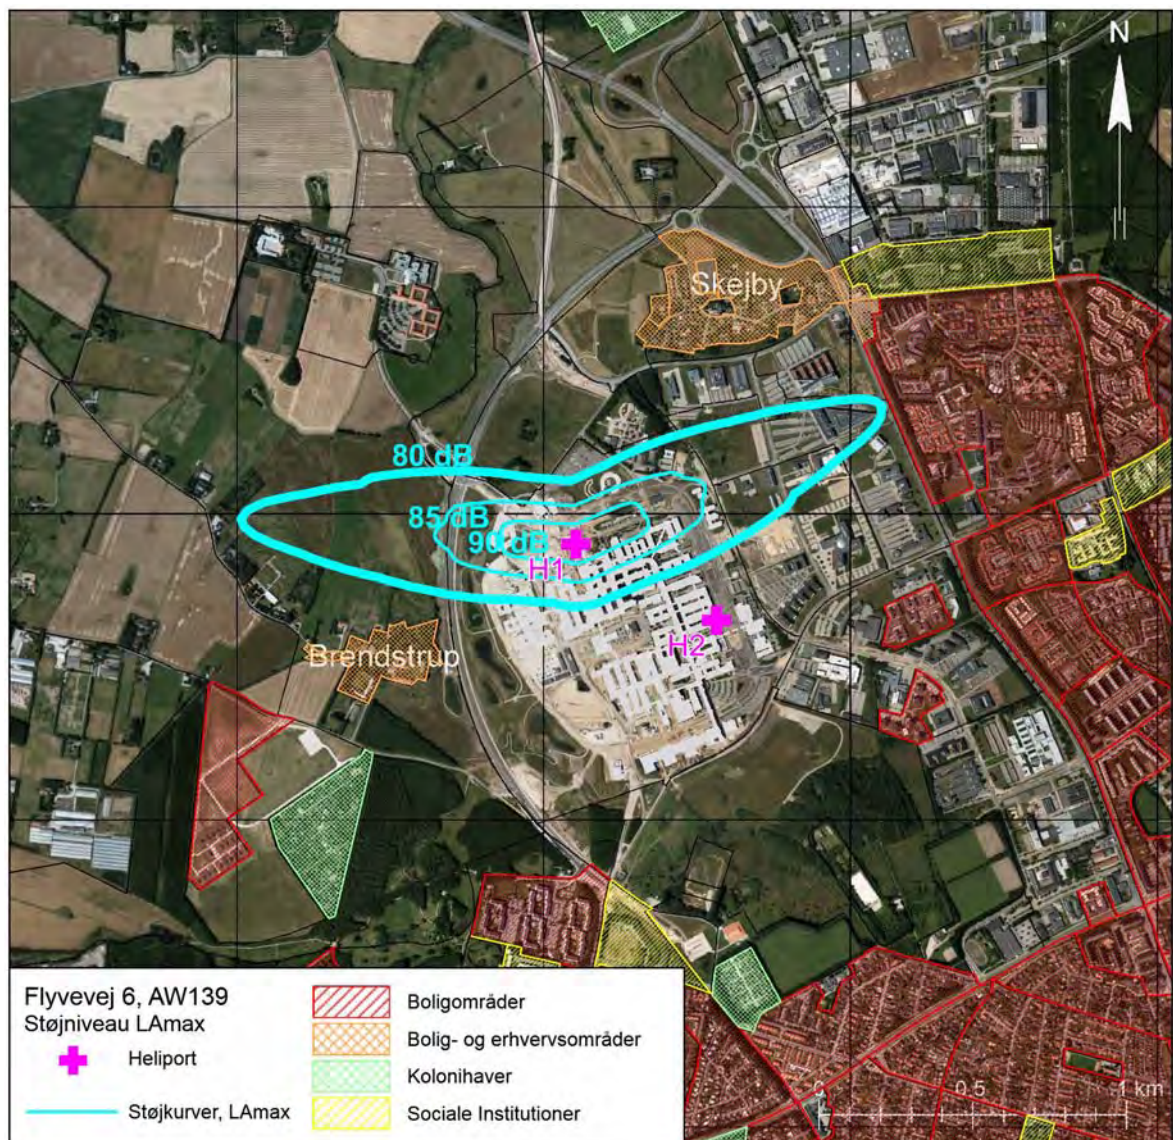 N
Skejby
80 dB
85 dB
90 dB
H1
H2
Brendstrup
Flyvevej 6, AW139
Støjniveau LAmax
Heliport
Støjkurver, LAmax
Boligområder
Bolig- og erhvervsområder
Kolonihaver
Sociale Institutioner
0 0.5 1 km